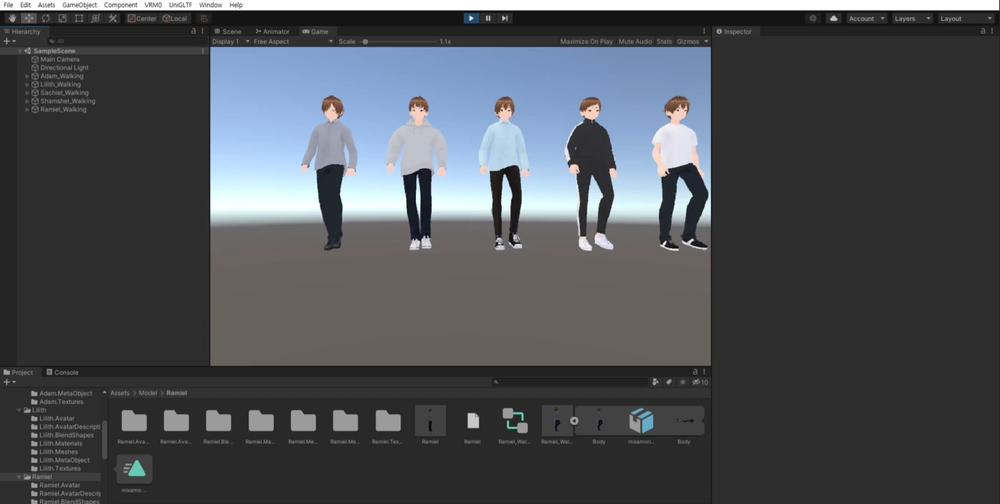 File Edit Assets GameObject Component VRM0 UniGLTF Window Help
Center Local Account Layers Layout
Hierarchy
All
SampleScene
Main Camera
Directional Light
Adam_Walking
Lilith_Walking
Sachiel_Walking
Shamshel_Walking
Ramiel_Walking
Scene Animator Game
Display 1 Free Aspect Scale 1.1x Maximize On Play Mute Audio Stats Gizmos
Inspector
Project Console
10
Adam.MetaObject
Adam.Textures
Lilith
Lilith.Avatar
Lilith.AvatarDescripti
Lilith.BlendShapes
Lilith.Materials
Lilith.Meshes
Lilith.MetaObject
Lilith.Textures
Ramiel
Ramiel.Avatar
Ramiel.AvatarDescrip
Ramiel.BlendShapes
Assets > Model > Ramiel
Ramiel.Ava... Ramiel.Ava... Ramiel.Ble... Ramiel.Ma... Ramiel.Me... Ramiel.Me... Ramiel.Tex... Ramiel Ramiel Ramiel_Wal... Ramiel_Wal... Body mixamori... Body
mixamo....